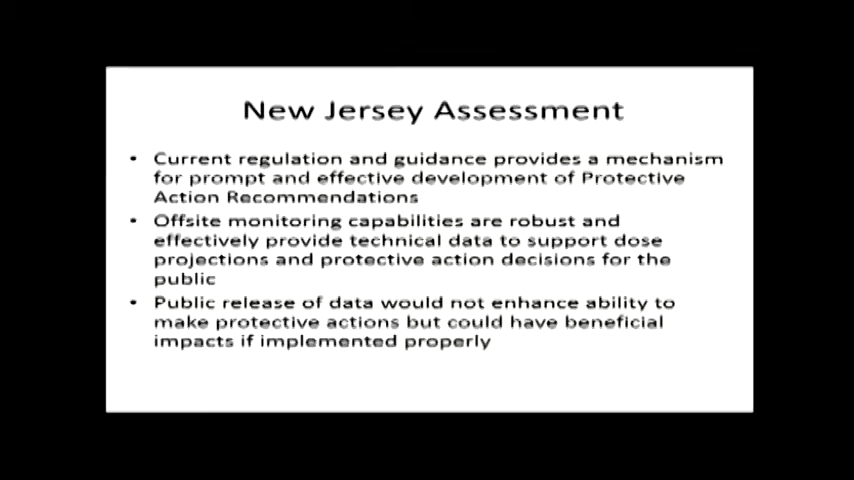 New Jersey Assessment
• Current regulation and guidance provides a mechanism
for prompt and effective development of Protective
Action Recommendations
• Offsite monitoring capabilities are robust and
effectively provide technical data to support dose
projections and protective action decisions for the
public
• Public release of data would not enhance ability to
make protective actions but could have beneficial
impacts if implemented properly